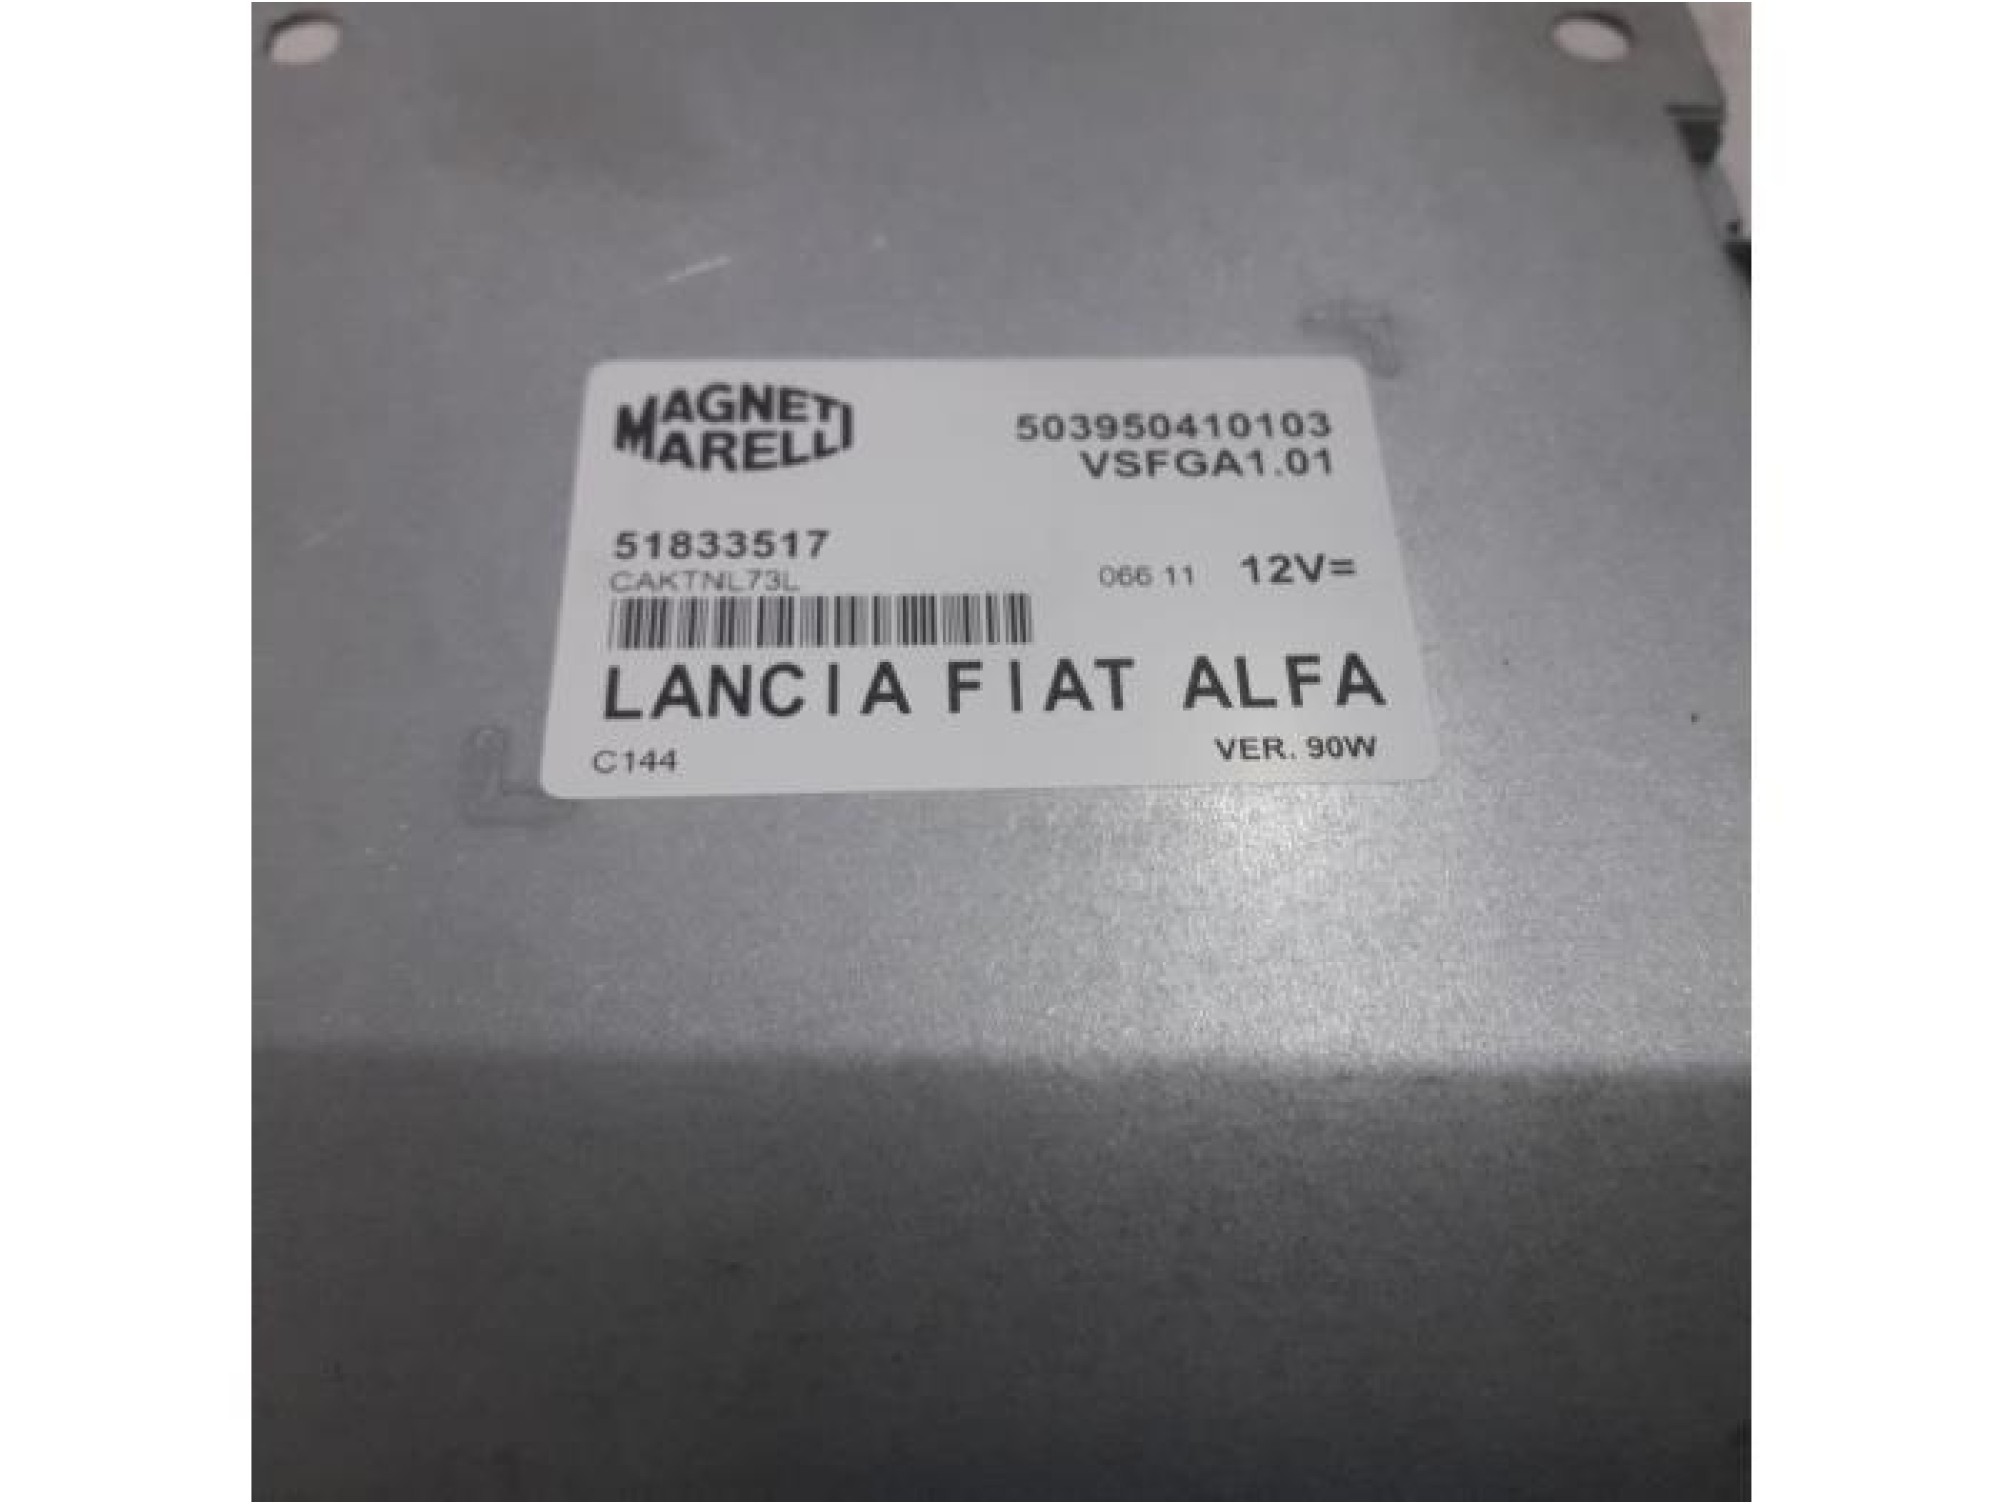 MAGNETI
MARELLI
503950410103
VSFGA1.01
51833517
CAKTNL73L
066 11 12V=
LANCIA FIAT ALFA
C144
VER. 90W